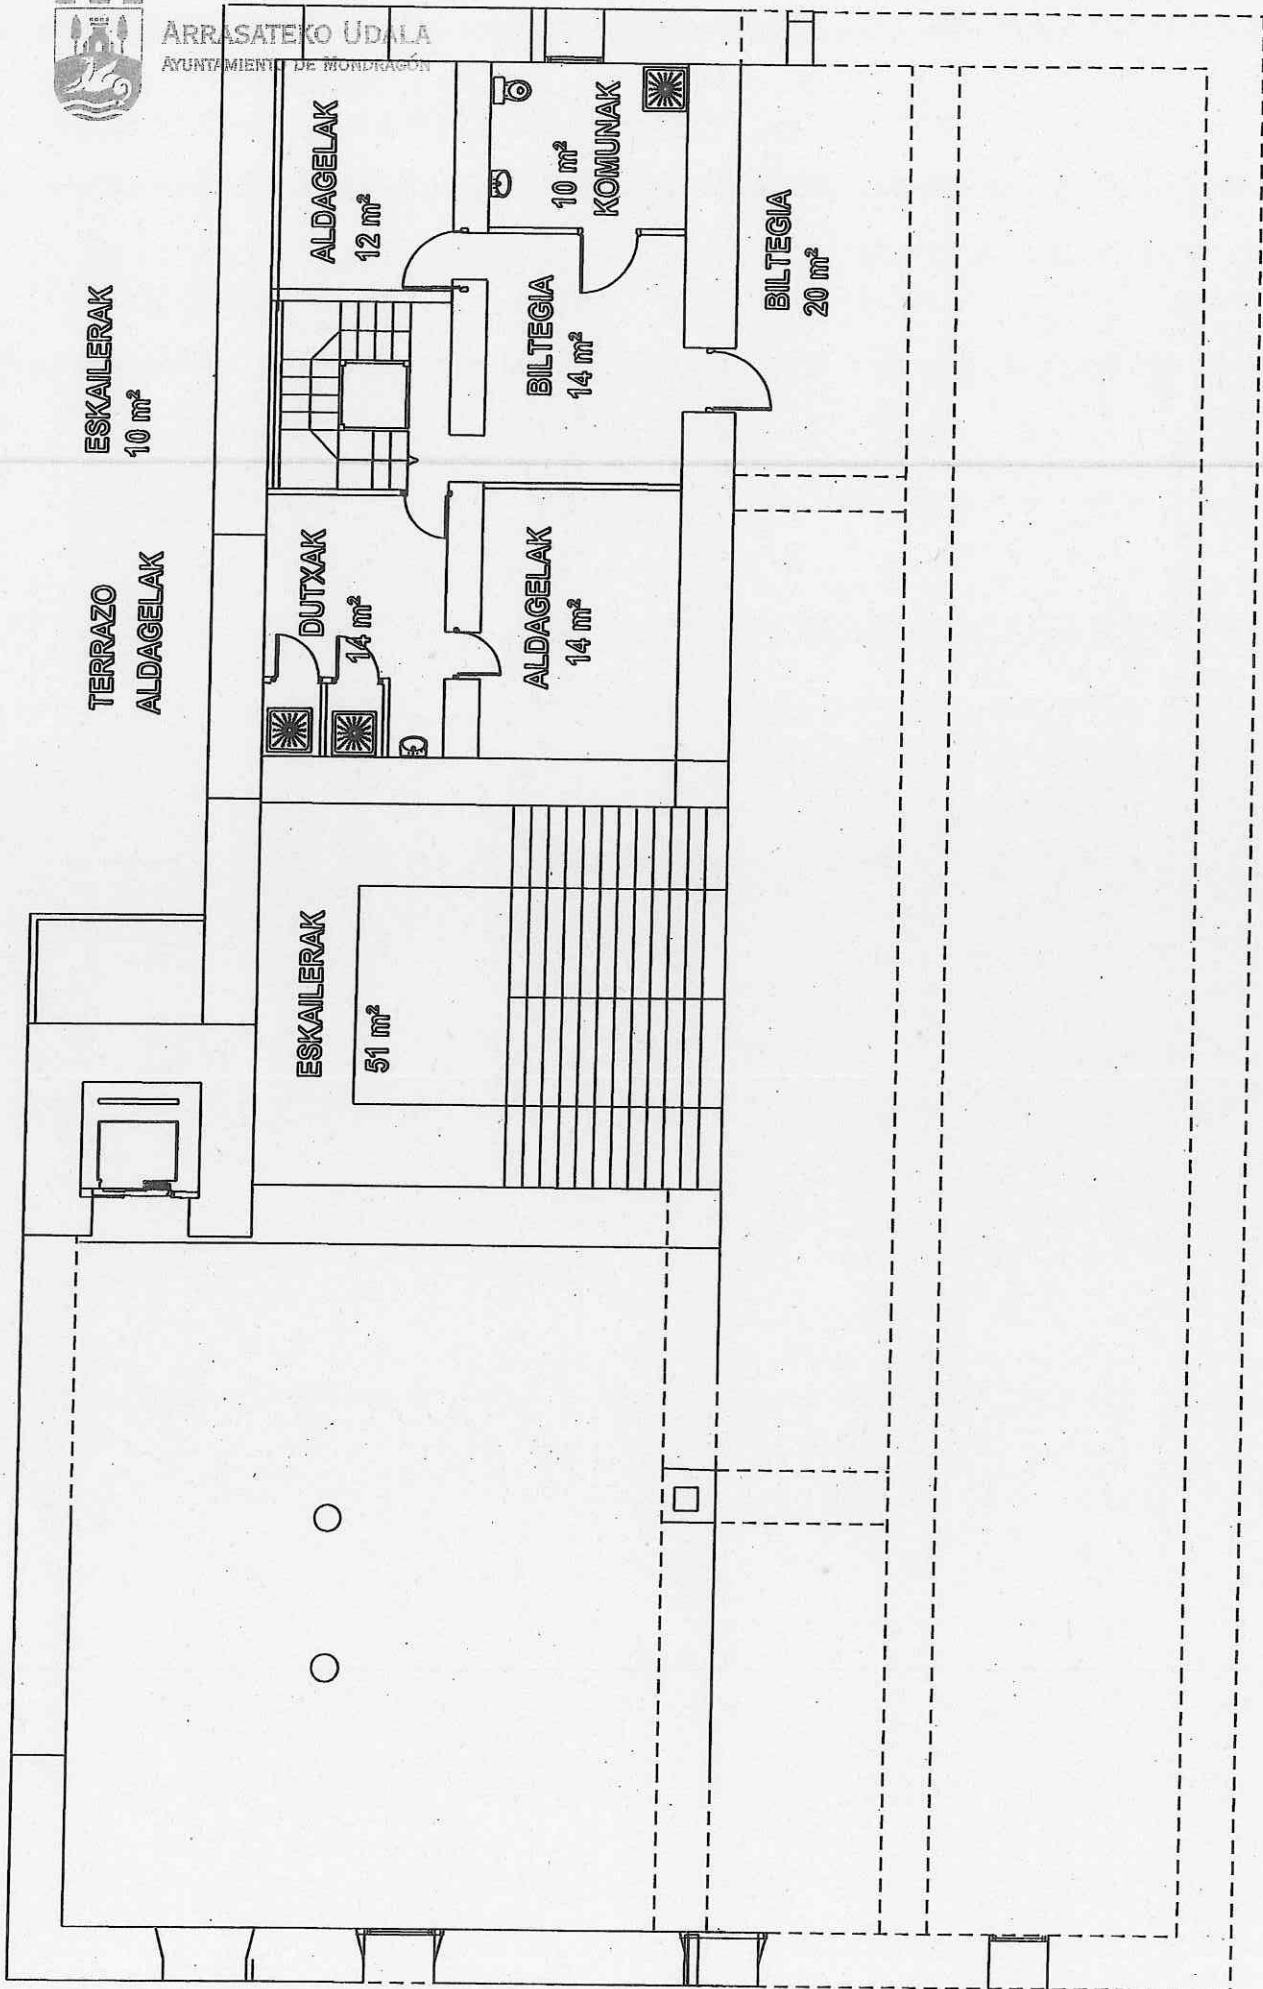 ARRASATEKO UDALA
AYUNTAMIENTO DE MONDRAGÓN
ALDAGELAK
12 m²
10 m²
KOMUNAK
BILTEGIA
20 m²
ESKAILERAK
10 m²
BILTEGIA
14 m²
TERRAZO
ALDAGELAK
DUTXAK
14 m²
ALDAGELAK
14 m²
ESKAILERAK
51 m²